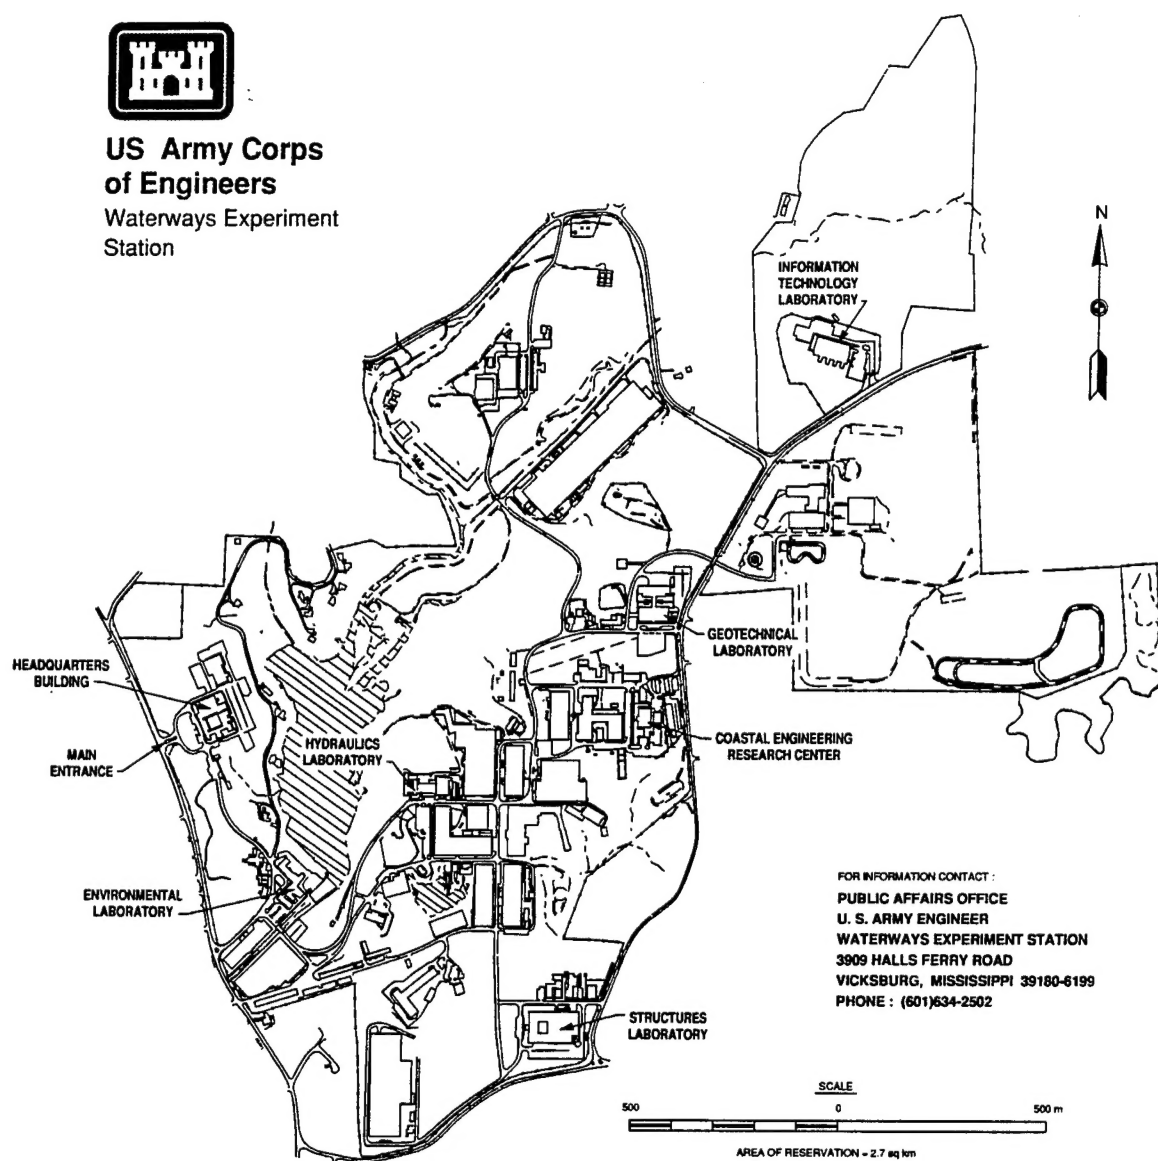 US Army Corps
of Engineers
Waterways Experiment
Station
N
INFORMATION
TECHNOLOGY
LABORATORY
GEOTECHNICAL
LABORATORY
HEADQUARTERS
BUILDING
MAIN
ENTRANCE
HYDRAULICS
LABORATORY
COASTAL ENGINEERING
RESEARCH CENTER
ENVIRONMENTAL
LABORATORY
STRUCTURES
LABORATORY
FOR INFORMATION CONTACT :
PUBLIC AFFAIRS OFFICE
U. S. ARMY ENGINEER
WATERWAYS EXPERIMENT STATION
3909 HALLS FERRY ROAD
VICKSBURG, MISSISSIPPI 39180-6199
PHONE : (601)634-2502
SCALE
500 0 500 m
AREA OF RESERVATION = 2.7 sq km